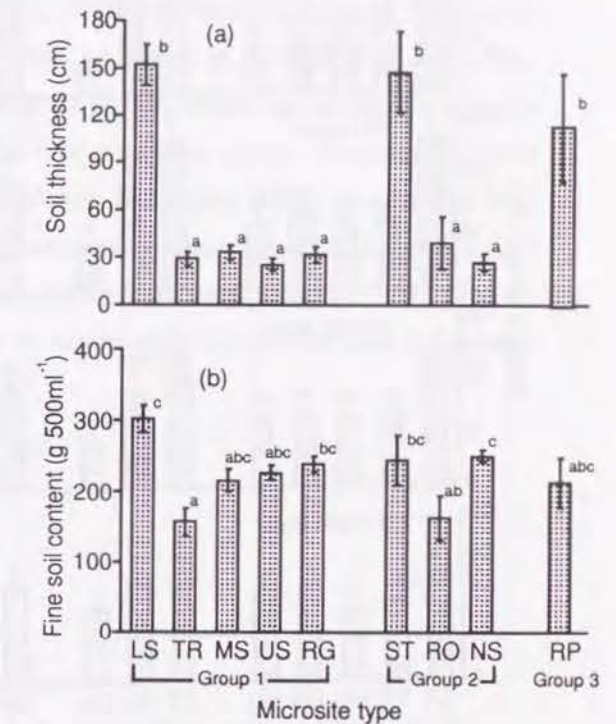 180
150
120
90
60
30
0
Soil thickness (cm)
(a)
b
a
a
a
a
b
a
a
b
400
300
200
100
0
Fine soil content (g 500ml⁻¹)
(b)
c
a
abc
abc
bc
bc
ab
c
abc
LS TR MS US RG ST RO NS RP
Group 1 Group 2 Group 3
Microsite type